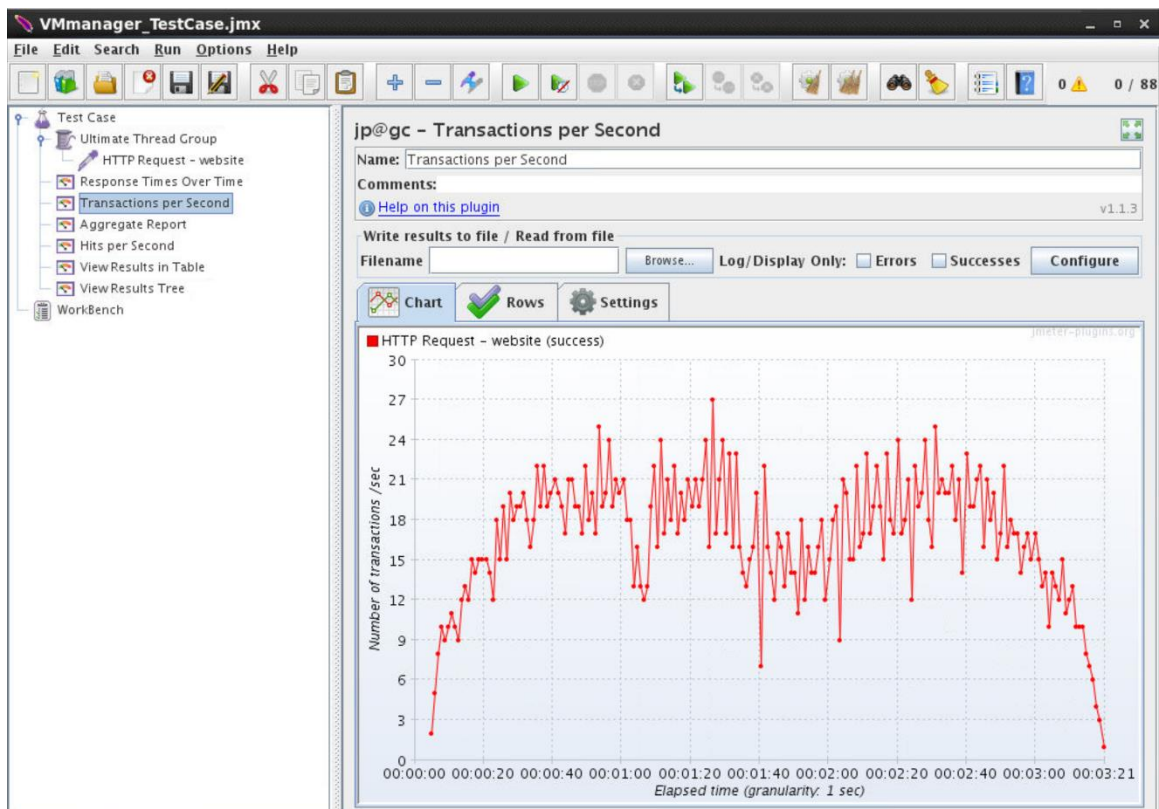 VMmanager_TestCase.jmx
File Edit Search Run Options Help
0 0 / 88
Test Case
Ultimate Thread Group
HTTP Request - website
Response Times Over Time
Transactions per Second
Aggregate Report
Hits per Second
View Results in Table
View Results Tree
WorkBench
jp@gc - Transactions per Second
Name: Transactions per Second
Comments:
Help on this plugin
v1.1.3
Write results to file / Read from file
Filename Browse... Log/Display Only: Errors Successes Configure
Chart Rows Settings
jmeter-plugins.org
HTTP Request - website (success)
30
27
24
21
18
15
12
9
6
3
0
Number of transactions /sec
00:00:00 00:00:20 00:00:40 00:01:00 00:01:20 00:01:40 00:02:00 00:02:20 00:02:40 00:03:00 00:03:21
Elapsed time (granularity: 1 sec)